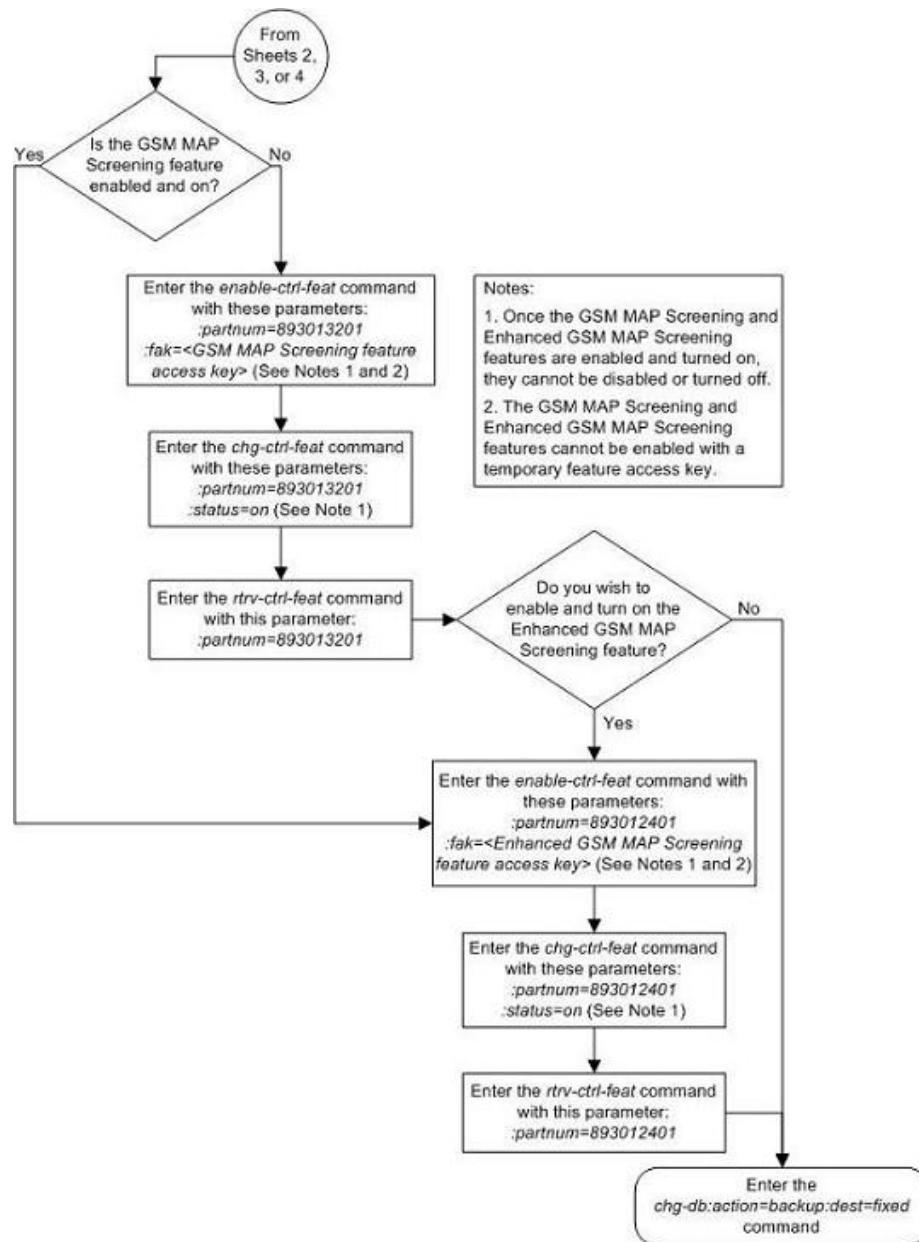 From
Sheets 2,
3, or 4
Is the GSM MAP
Screening feature
enabled and on?
Yes
No
Enter the enable-ctrl-feat command
with these parameters:
:partnum=893013201
:fak=<GSM MAP Screening feature
access key> (See Notes 1 and 2)
Notes:
1. Once the GSM MAP Screening and
Enhanced GSM MAP Screening
features are enabled and turned on,
they cannot be disabled or turned off.
2. The GSM MAP Screening and
Enhanced GSM MAP Screening
features cannot be enabled with a
temporary feature access key.
Enter the chg-ctrl-feat command
with these parameters:
:partnum=893013201
:status=on (See Note 1)
Enter the rtrv-ctrl-feat command
with this parameter:
:partnum=893013201
Do you wish to
enable and turn on the
Enhanced GSM MAP
Screening feature?
No
Yes
Enter the enable-ctrl-feat command with
these parameters:
:partnum=893012401
:fak=<Enhanced GSM MAP Screening
feature access key> (See Notes 1 and 2)
Enter the chg-ctrl-feat command
with these parameters:
:partnum=893012401
:status=on (See Note 1)
Enter the rtrv-ctrl-feat command
with this parameter:
:partnum=893012401
Enter the
chg-db:action=backup:dest=fixed
command